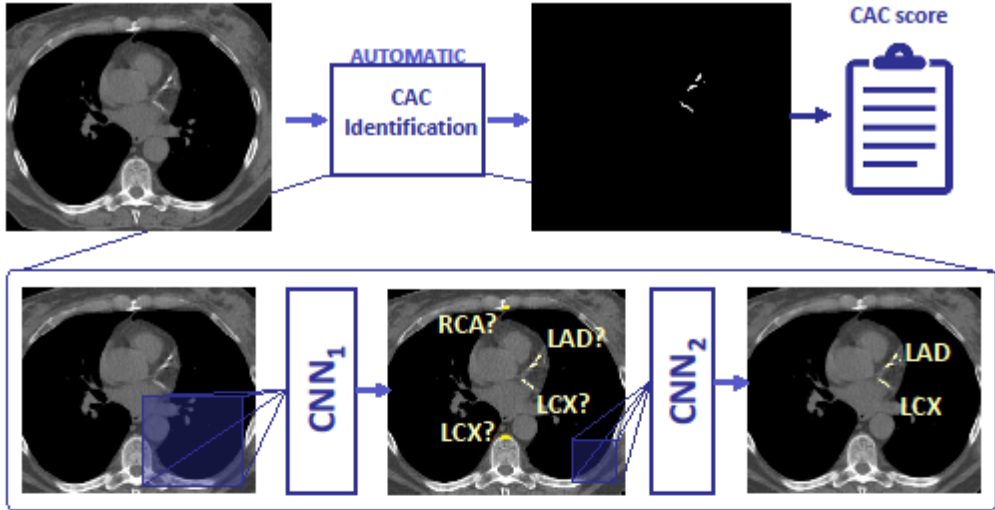 CAC score
AUTOMATIC
CAC
Identification
CNN1
RCA?
LAD?
LCX?
LCX?
CNN2
LAD
LCX